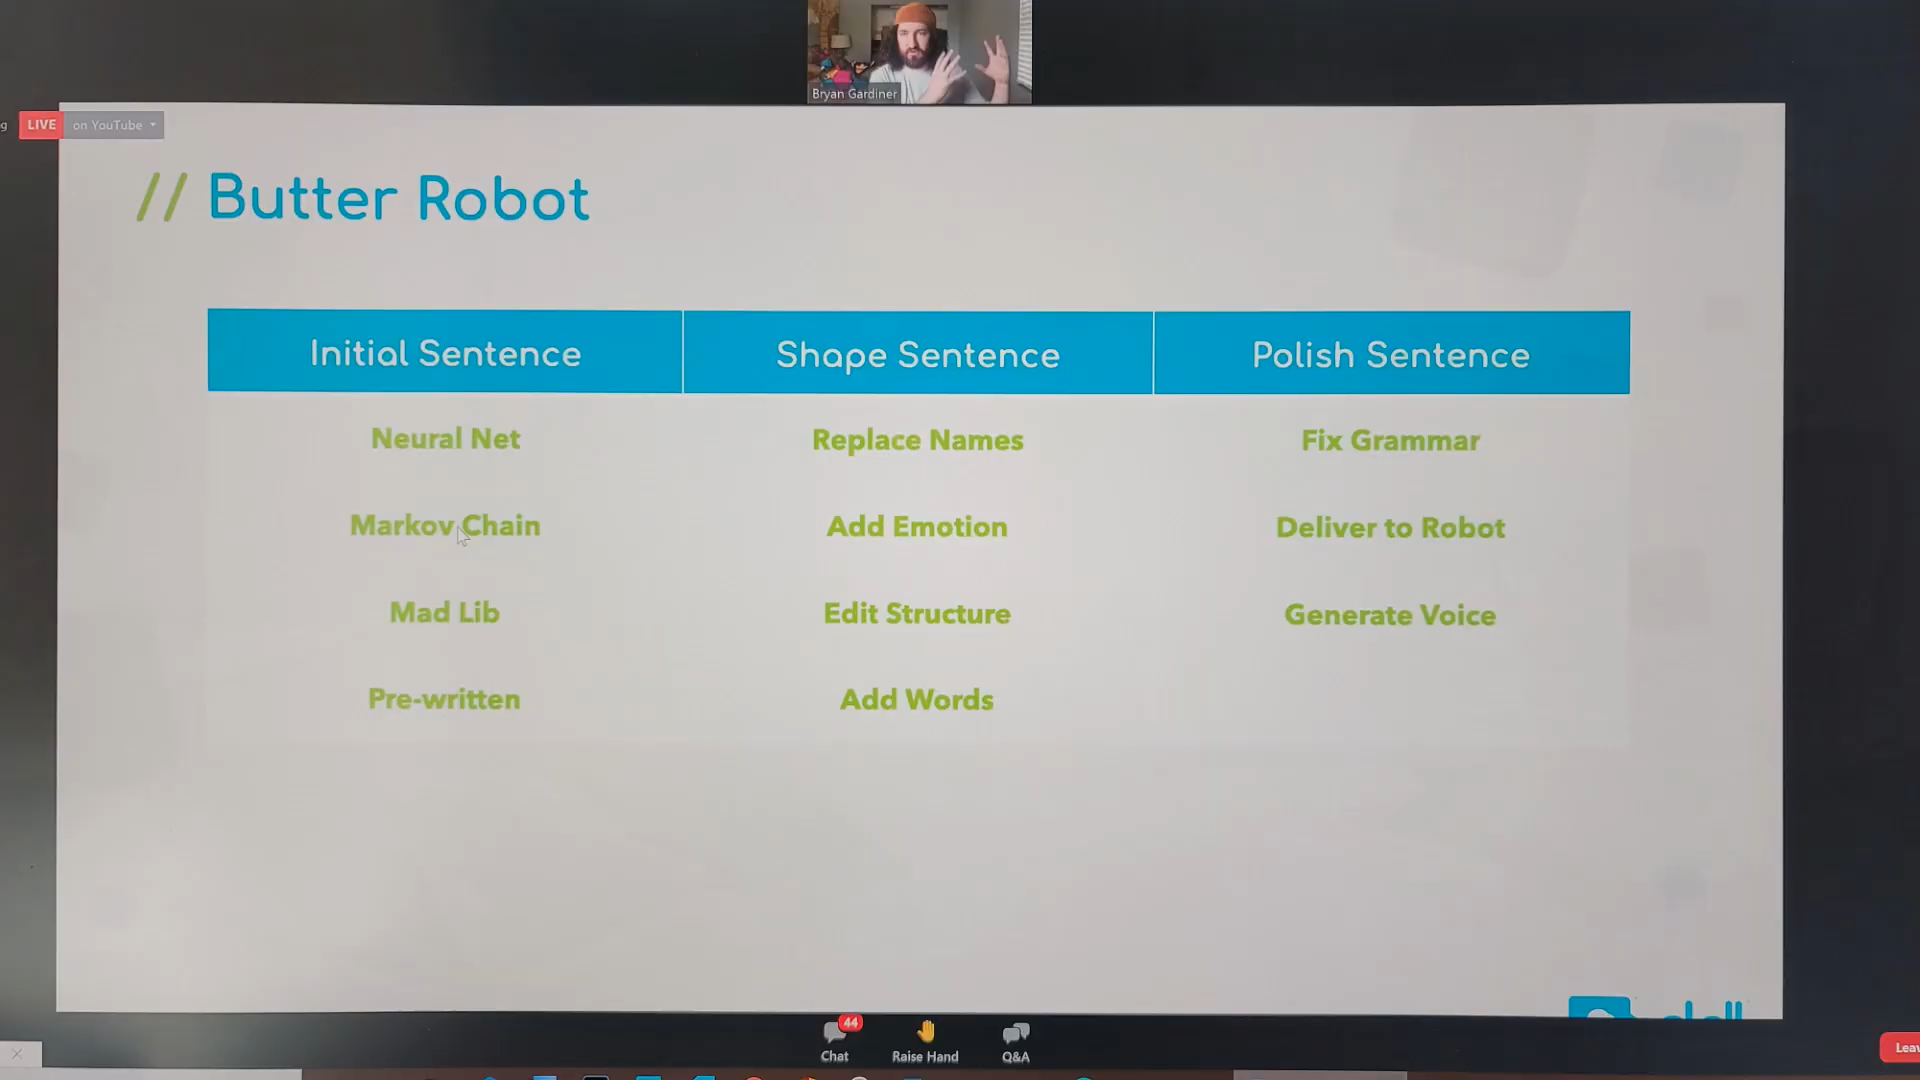 Bryan Gardiner
LIVE on YouTube
// Butter Robot
Initial Sentence Shape Sentence Polish Sentence
Neural Net Replace Names Fix Grammar
Markov Chain Add Emotion Deliver to Robot
Mad Lib Edit Structure Generate Voice
Pre-written Add Words
44
Chat Raise Hand Q&A